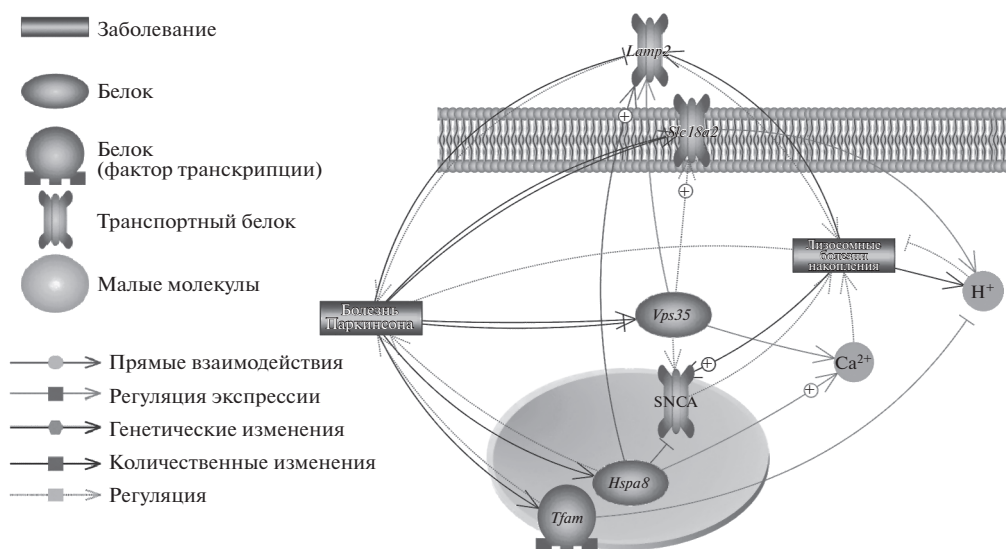 Заболевание
Белок
Белок
(фактор транскрипции)
Транспортный белок
Малые молекулы
Прямые взаимодействия
Регуляция экспрессии
Генетические изменения
Количественные изменения
Регуляция
Lamp2
Slc18a2
Лизосомные
болезни
накопления
H⁺
Болезнь
Паркинсона
Vps35
Ca²⁺
SNCA
Hspa8
Tfam